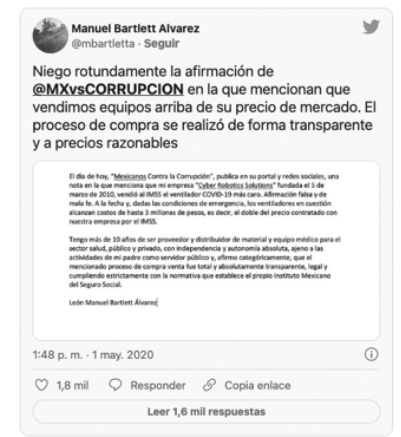 Manuel Bartlett Alvarez
@mbartletta · Seguir
Niego rotundamente la afirmación de
@MXvsCORRUPCION en la que mencionan que
vendimos equipos arriba de su precio de mercado. El
proceso de compra se realizó de forma transparente
y a precios razonables
El día de hoy, "Mexicanos Contra la Corrupción", publica en su portal y redes sociales, una
nota en la que menciona que mi empresa "Cyber Robotics Solutions" fundada el 5 de
marzo de 2010, vendió al IMSS el ventilador COVID-19 más caro. Afirmación falsa y de
mala fe. A la fecha y, dadas las condiciones de emergencia, los ventiladores en cuestión
alcanzan costos de hasta 3 millones de pesos, es decir, el doble del precio contratado con
nuestra empresa por el IMSS.
Tengo más de 10 años de ser proveedor y distribuidor de material y equipo médico para el
sector salud, público y privado, con independencia y autonomía absoluta, ajeno a las
actividades de mi padre como servidor público y, afirmo categóricamente, que el
mencionado proceso de compra venta fue total y absolutamente transparente, legal y
cumpliendo estrictamente con la normativa que establece el propio Instituto Mexicano
del Seguro Social.
León Manuel Bartlett Álvarez
1:48 p. m. · 1 may. 2020
1,8 mil Responder Copia enlace
Leer 1,6 mil respuestas